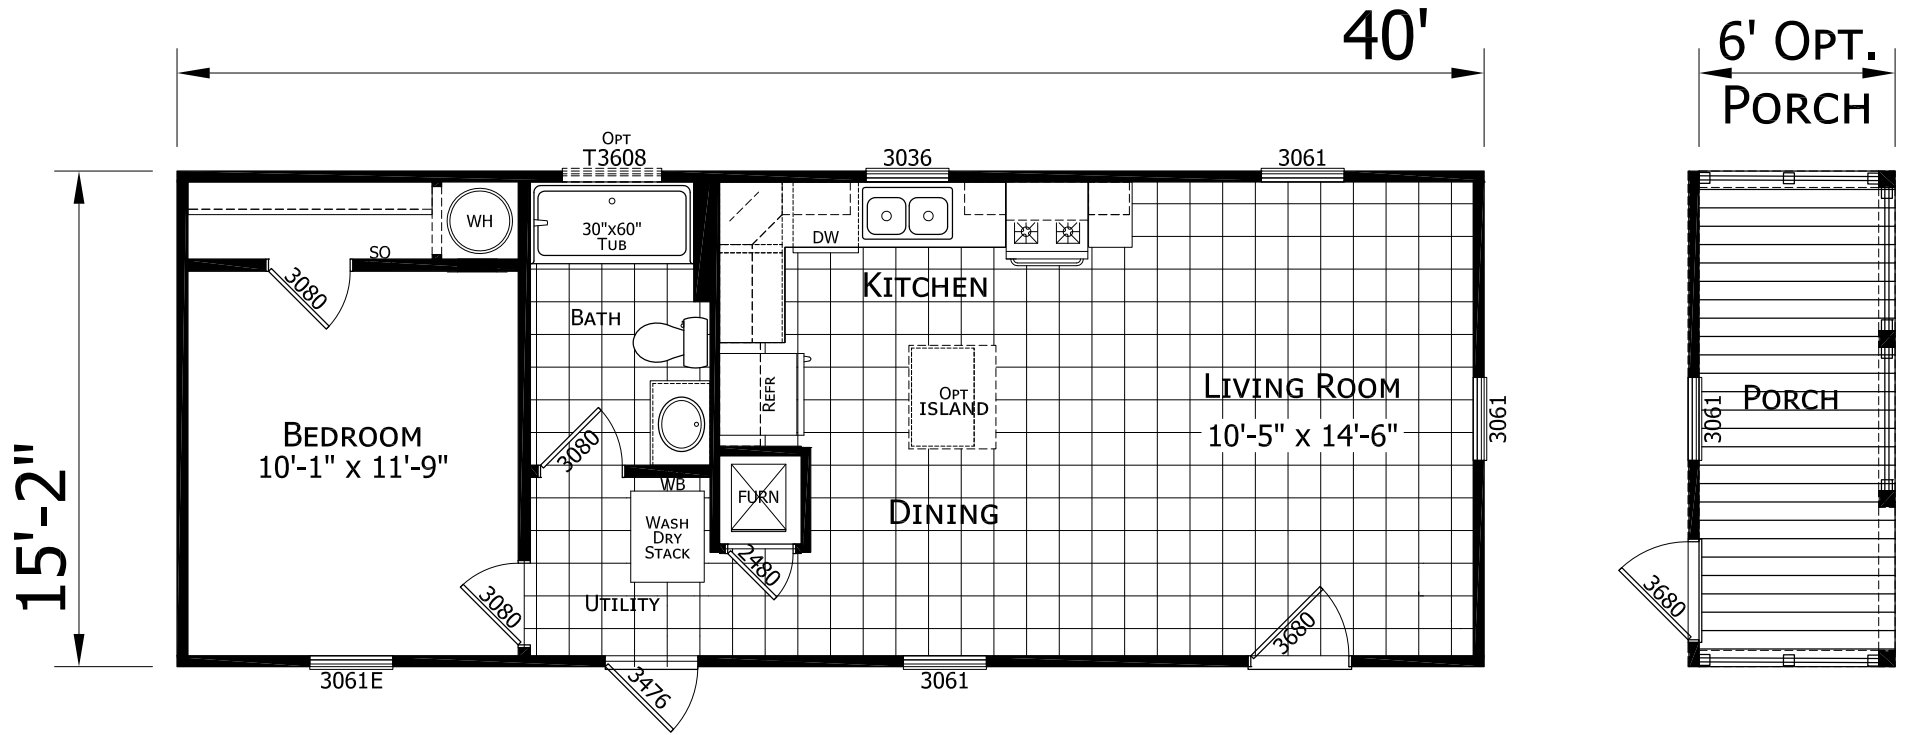 40'
6' OPT.
PORCH
15'-2"
OPT
T3608
3036
3061
WH
SO
3080
30"x60"
TUB
DW
KITCHEN
BATH
REFR
OPT
ISLAND
LIVING ROOM
10'-5" x 14'-6"
3061
BEDROOM
10'-1" x 11'-9"
3080
WB
WASH
DRY
STACK
FURN
2480
DINING
UTILITY
3080
3680
3061E
3476
3061
3061
PORCH
3680